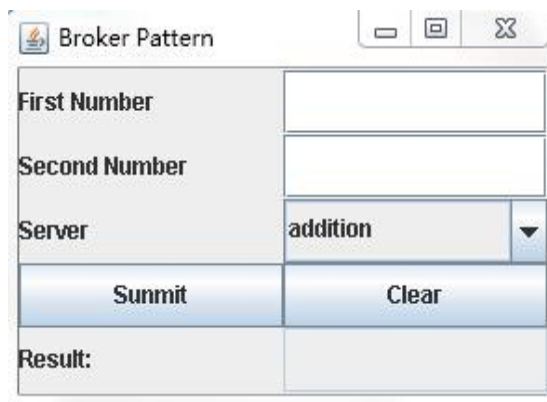 Broker Pattern
First Number
Second Number
Server addition
Sunmit Clear
Result: